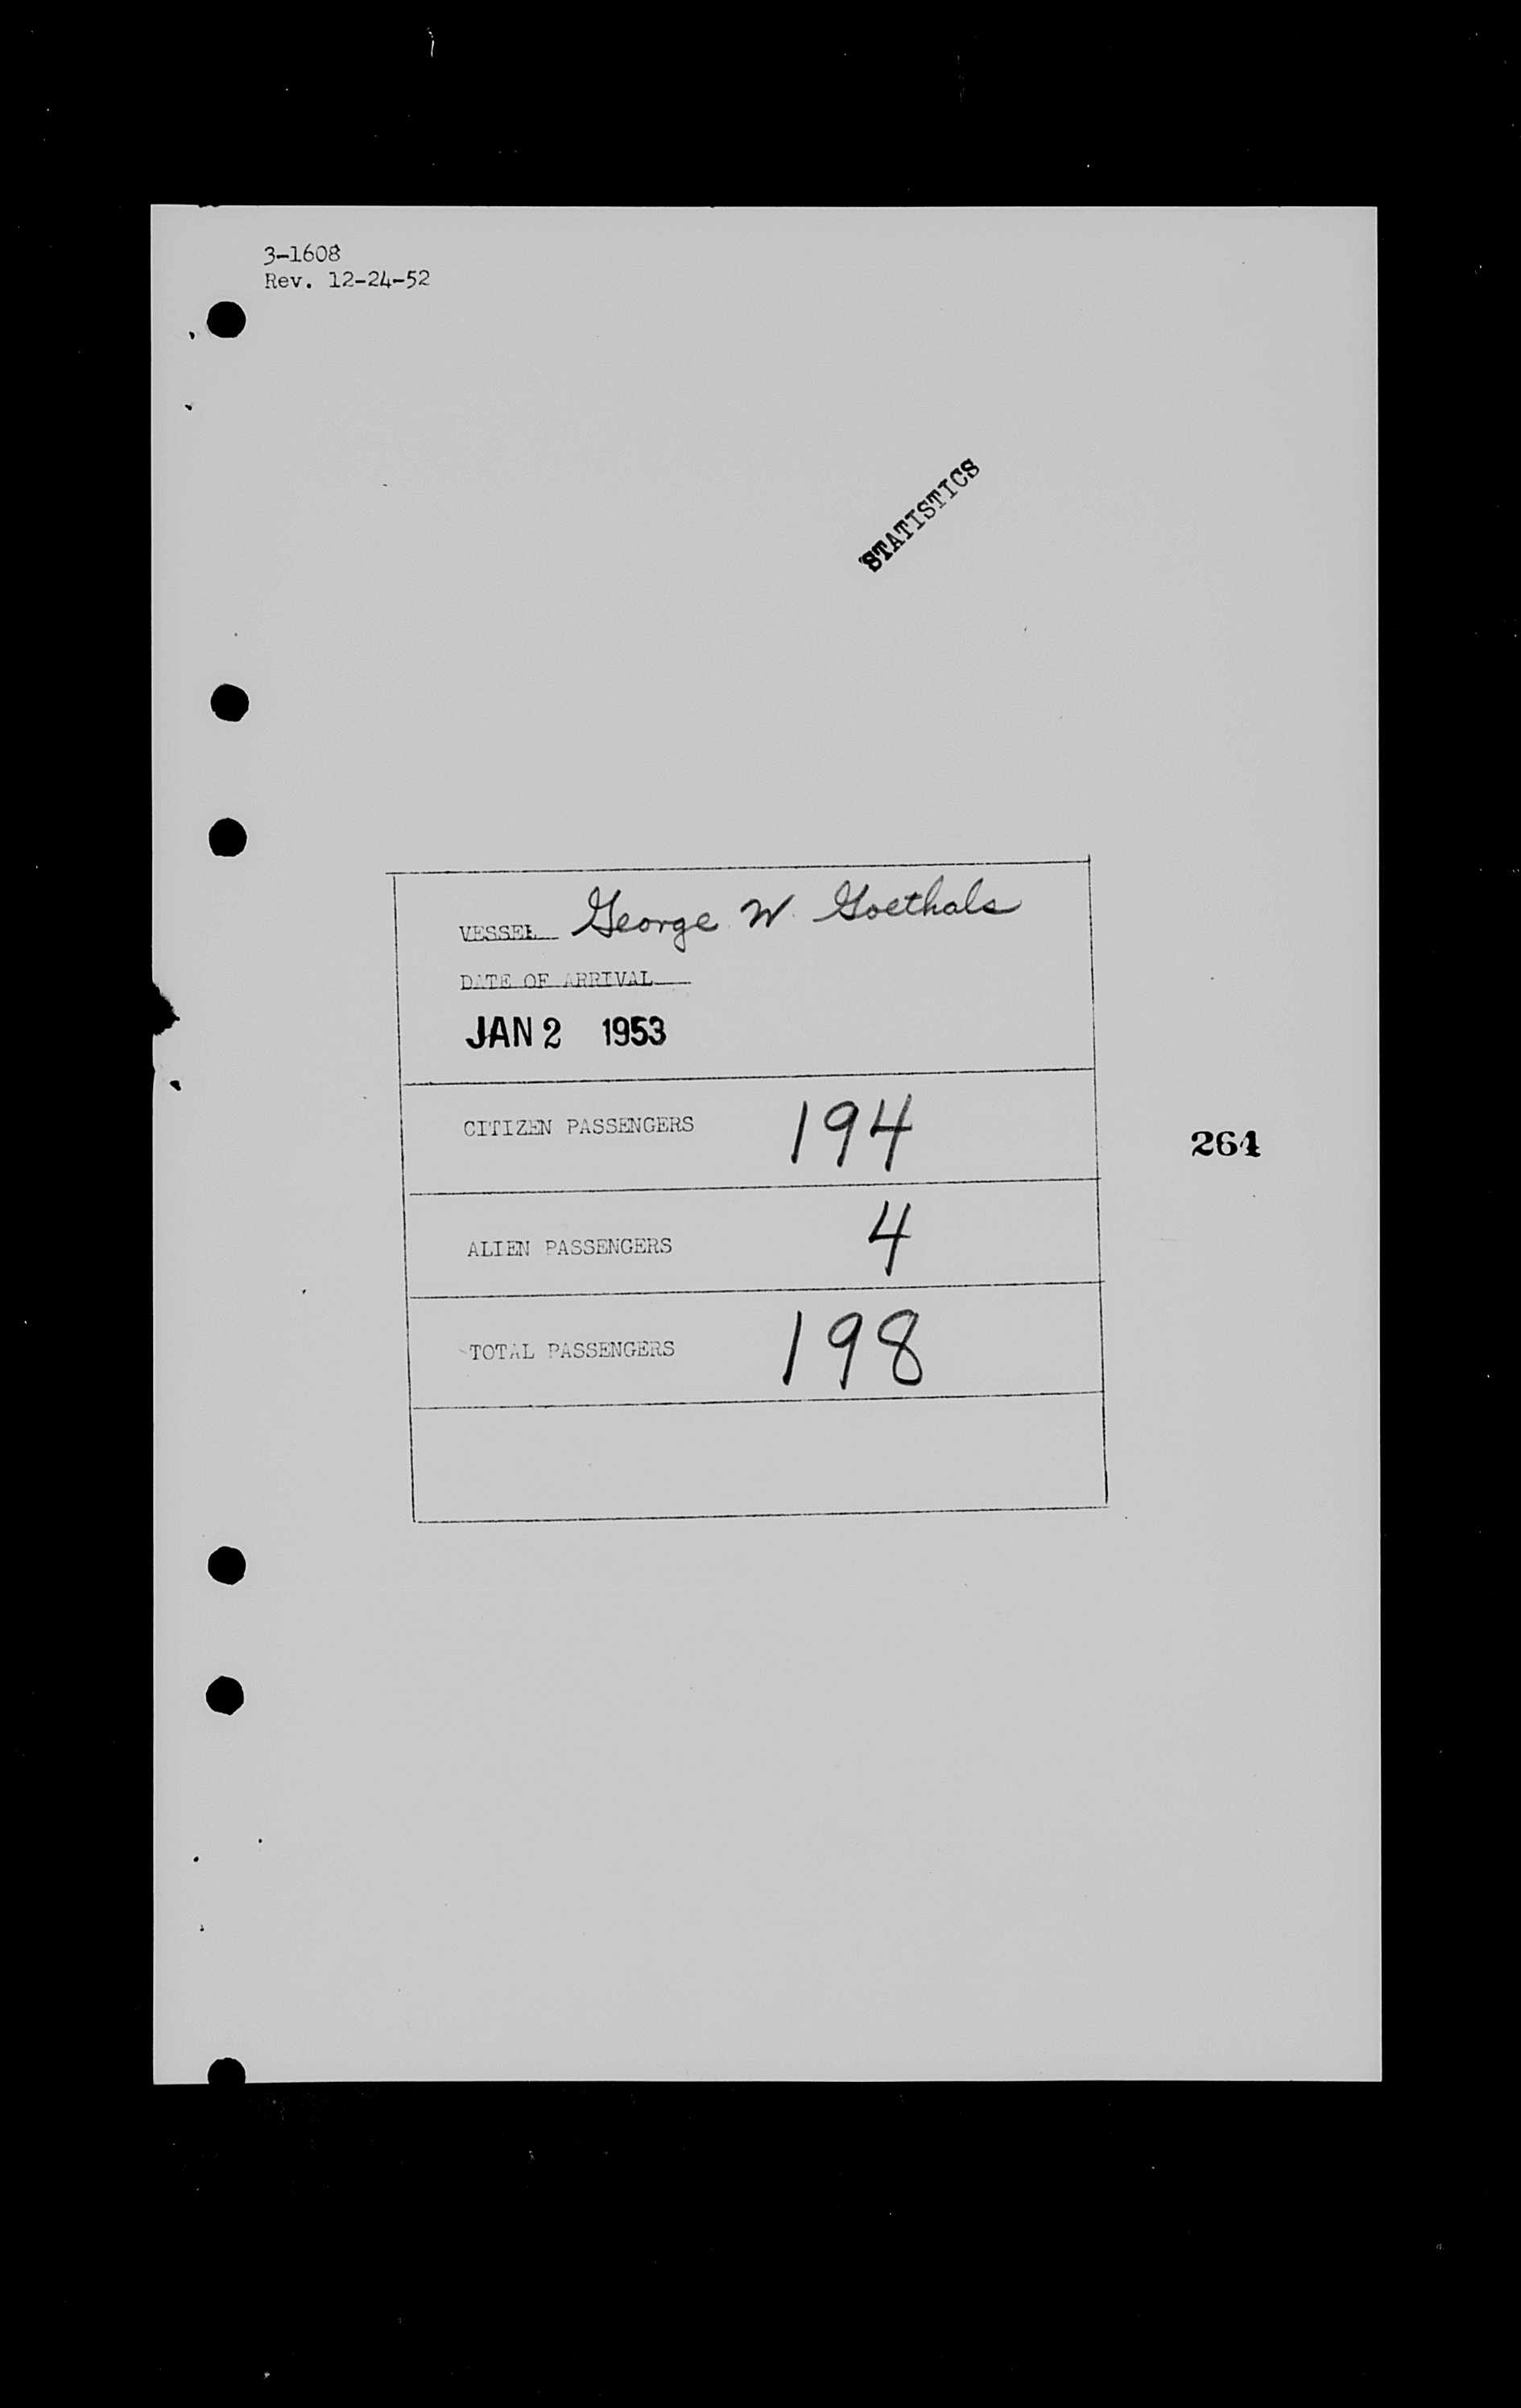 3-1608
Rev. 12-24-52
STATISTICS
VESSEL George W. Goethals
DATE OF ARRIVAL
JAN 2 1953
CITIZEN PASSENGERS 194
264
ALIEN PASSENGERS 4
TOTAL PASSENGERS 198